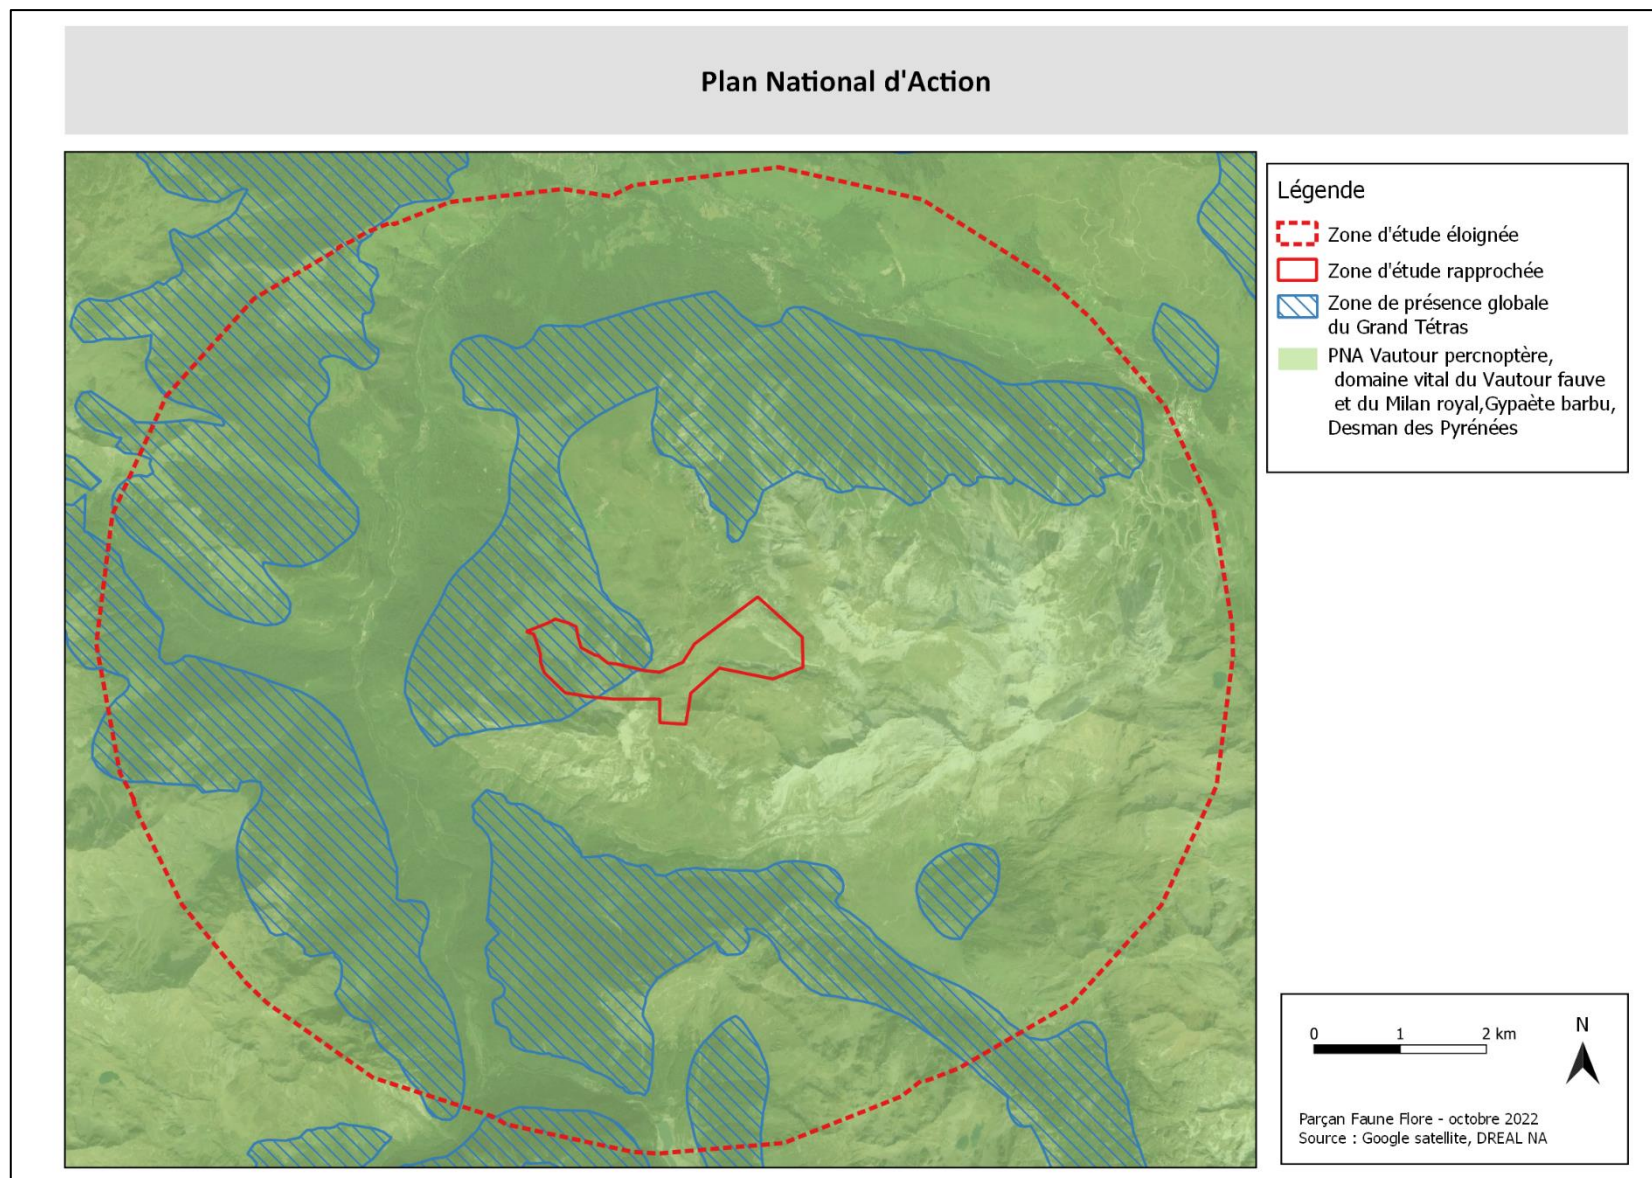 Plan National d'Action
Légende
Zone d'étude éloignée
Zone d'étude rapprochée
Zone de présence globale
du Grand Tétras
PNA Vautour percnoptère,
domaine vital du Vautour fauve
et du Milan royal,Gypaète barbu,
Desman des Pyrénées
0 1 2 km
N
Parçan Faune Flore - octobre 2022
Source : Google satellite, DREAL NA